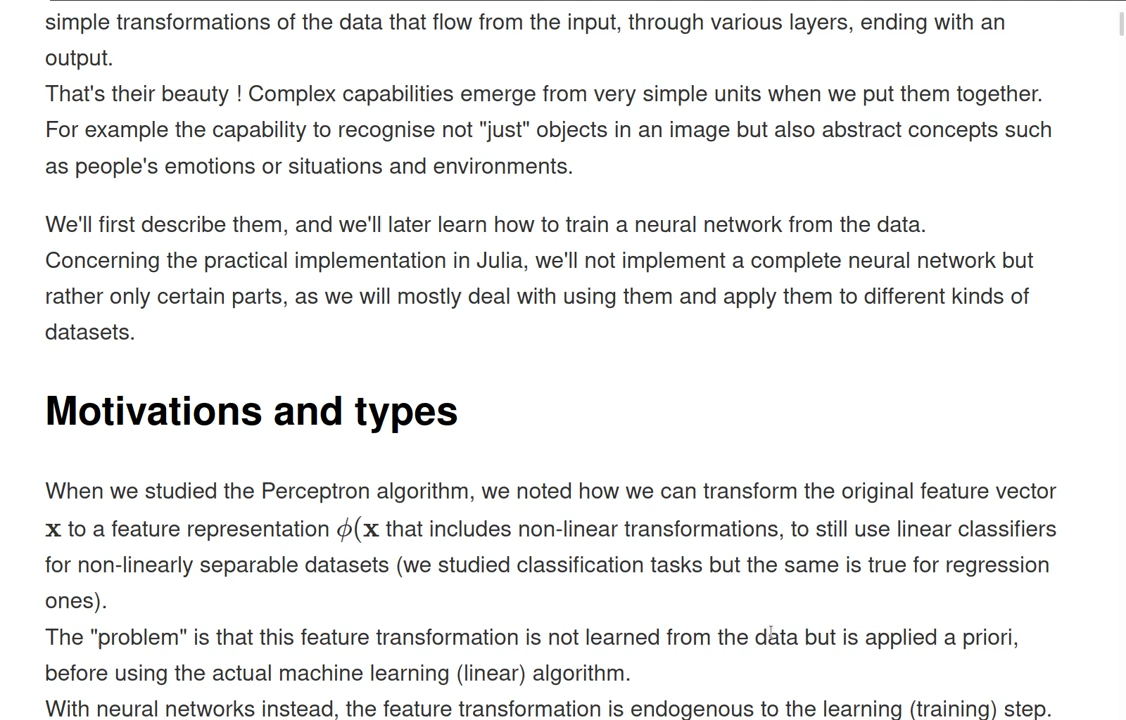 simple transformations of the data that flow from the input, through various layers, ending with an
output.
That's their beauty ! Complex capabilities emerge from very simple units when we put them together.
For example the capability to recognise not "just" objects in an image but also abstract concepts such
as people's emotions or situations and environments.
We'll first describe them, and we'll later learn how to train a neural network from the data.
Concerning the practical implementation in Julia, we'll not implement a complete neural network but
rather only certain parts, as we will mostly deal with using them and apply them to different kinds of
datasets.
Motivations and types
When we studied the Perceptron algorithm, we noted how we can transform the original feature vector
x to a feature representation ϕ(x that includes non-linear transformations, to still use linear classifiers
for non-linearly separable datasets (we studied classification tasks but the same is true for regression
ones).
The "problem" is that this feature transformation is not learned from the data but is applied a priori,
before using the actual machine learning (linear) algorithm.
With neural networks instead, the feature transformation is endogenous to the learning (training) step.